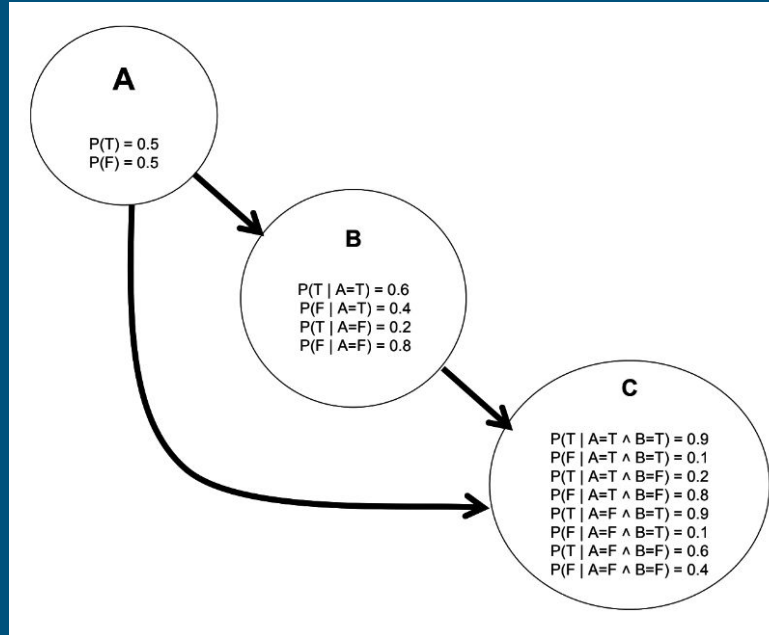 A
P(T) = 0.5
P(F) = 0.5
B
P(T | A=T) = 0.6
P(F | A=T) = 0.4
P(T | A=F) = 0.2
P(F | A=F) = 0.8
C
P(T | A=T ∧ B=T) = 0.9
P(F | A=T ∧ B=T) = 0.1
P(T | A=T ∧ B=F) = 0.2
P(F | A=T ∧ B=F) = 0.8
P(T | A=F ∧ B=T) = 0.9
P(F | A=F ∧ B=T) = 0.1
P(T | A=F ∧ B=F) = 0.6
P(F | A=F ∧ B=F) = 0.4